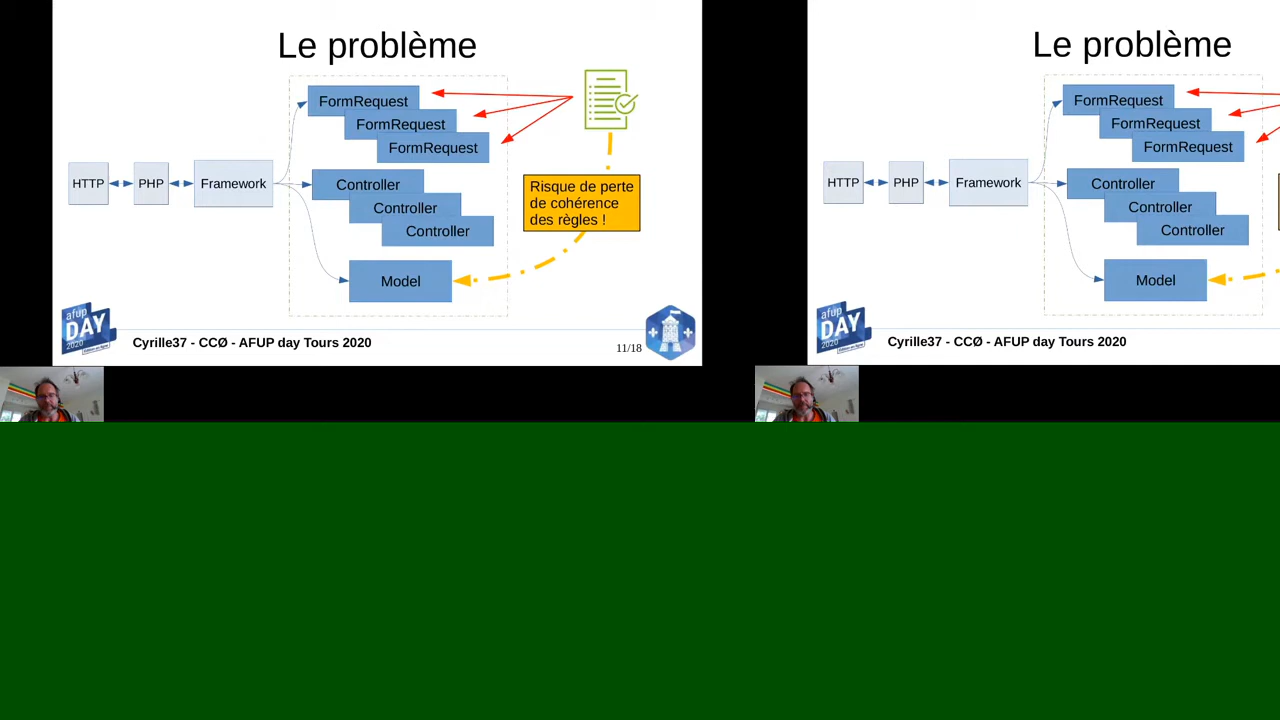 Le problème
FormRequest
FormRequest
FormRequest
HTTP
PHP
Framework
Controller
Controller
Controller
Risque de perte
de cohérence
des règles !
Model
afup
DAY
2020
Cyrille37 - CCØ - AFUP day Tours 2020
11/18
Le problème
FormRequest
FormRequest
FormRequest
HTTP
PHP
Framework
Controller
Controller
Controller
Model
afup
DAY
2020
Cyrille37 - CCØ - AFUP day Tours 2020